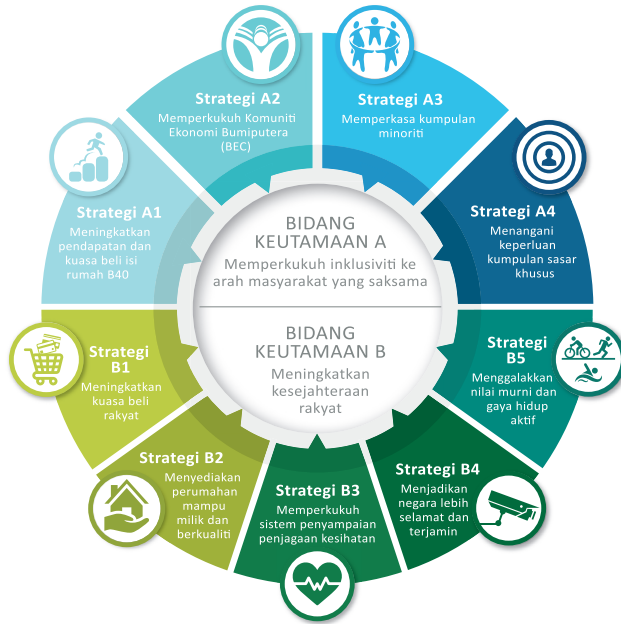 BIDANG
KEUTAMAAN A
Memperkukuh inklusiviti ke
arah masyarakat yang saksama
Strategi A1
Meningkatkan
pendapatan dan
kuasa beli isi
rumah B40
Strategi A2
Memperkukuh Komuniti
Ekonomi Bumiputera
(BEC)
Strategi A3
Memperkasa kumpulan
minoriti
Strategi A4
Menangani
keperluan
kumpulan sasar
khusus
BIDANG
KEUTAMAAN B
Meningkatkan
kesejahteraan
rakyat
Strategi
B1
Meningkatkan
kuasa beli
rakyat
Strategi B2
Menyediakan
perumahan
mampu
milik dan
berkualiti
Strategi B3
Memperkukuh
sistem penyampaian
penjagaan kesihatan
Strategi B4
Menjadikan
negara lebih
selamat dan
terjamin
Strategi
B5
Menggalakkan
nilai murni dan
gaya hidup
aktif